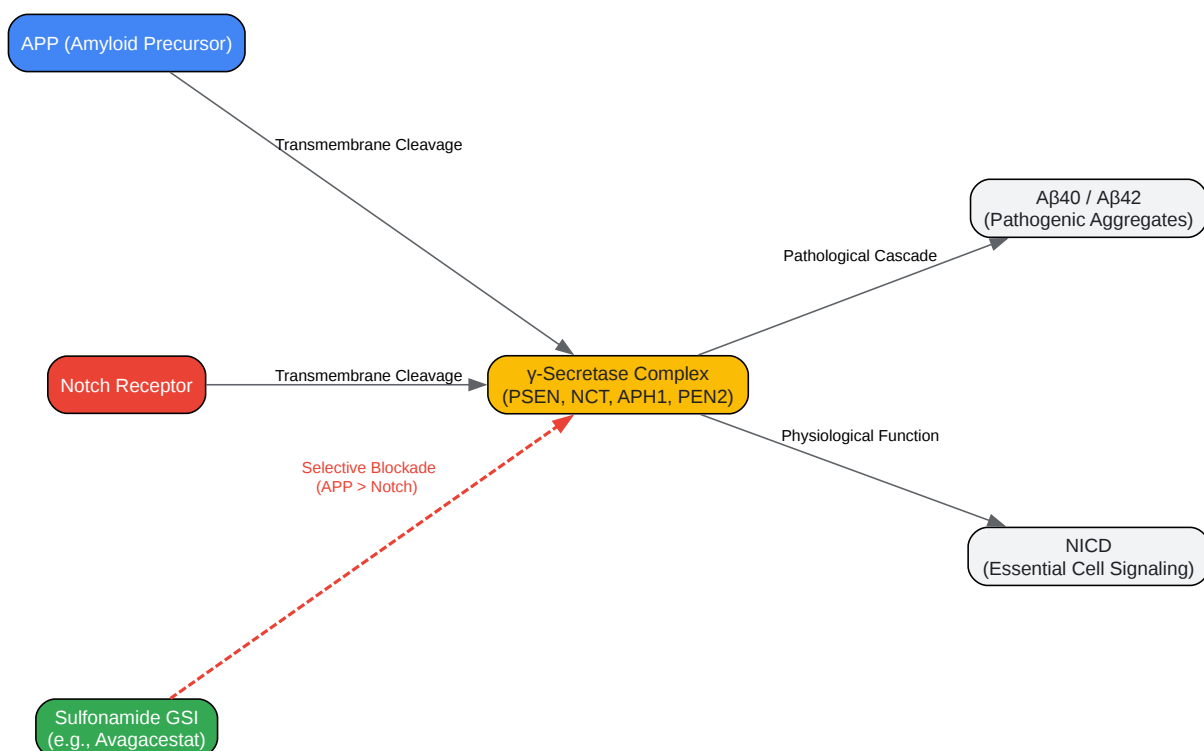 APP (Amyloid Precursor)
Transmembrane Cleavage
Aβ40 / Aβ42
(Pathogenic Aggregates)
Pathological Cascade
Notch Receptor
Transmembrane Cleavage
γ-Secretase Complex
(PSEN, NCT, APH1, PEN2)
Physiological Function
Selective Blockade
(APP > Notch)
NICD
(Essential Cell Signaling)
Sulfonamide GSI
(e.g., Avagacestat)